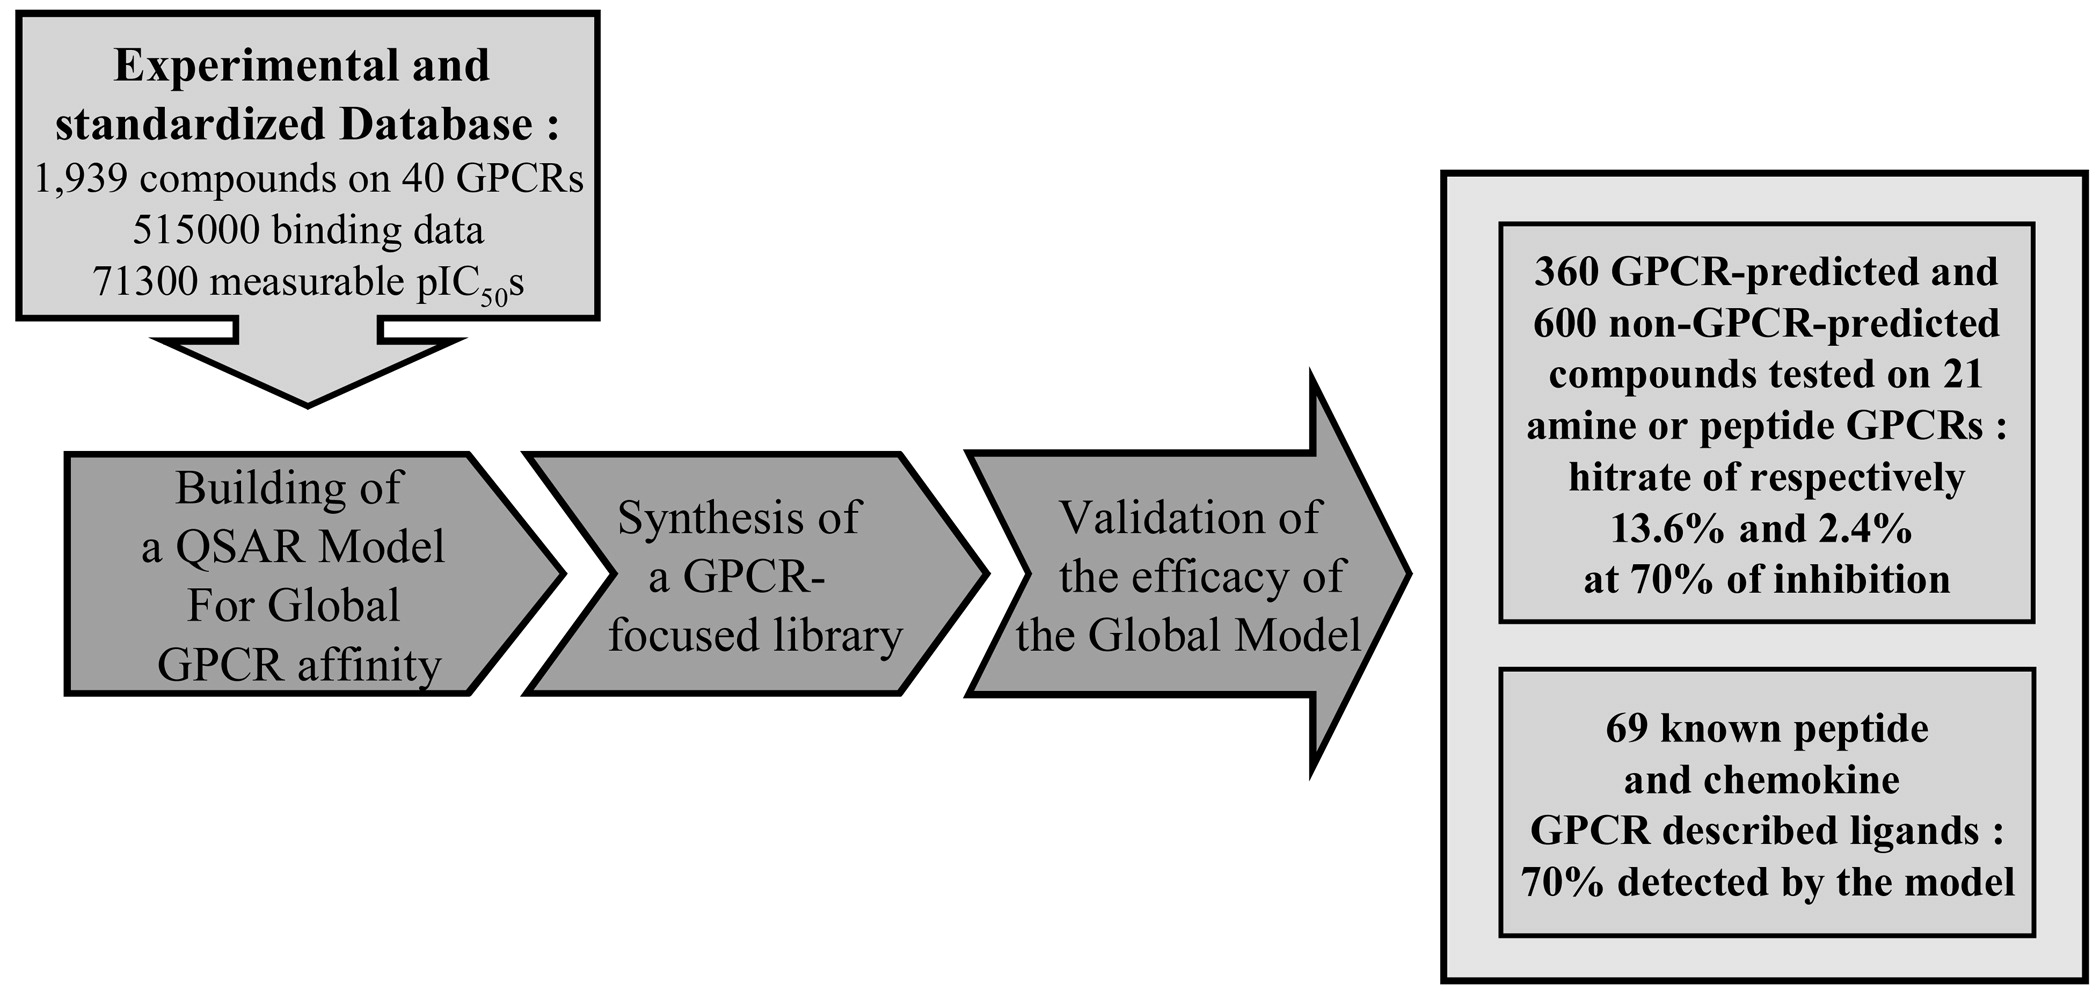 Experimental and
standardized Database :
1,939 compounds on 40 GPCRs
515000 binding data
71300 measurable pIC50s
Building of
a QSAR Model
For Global
GPCR affinity
Synthesis of
a GPCR-
focused library
Validation of
the efficacy of
the Global Model
360 GPCR-predicted and
600 non-GPCR-predicted
compounds tested on 21
amine or peptide GPCRs :
hitrate of respectively
13.6% and 2.4%
at 70% of inhibition
69 known peptide
and chemokine
GPCR described ligands :
70% detected by the model